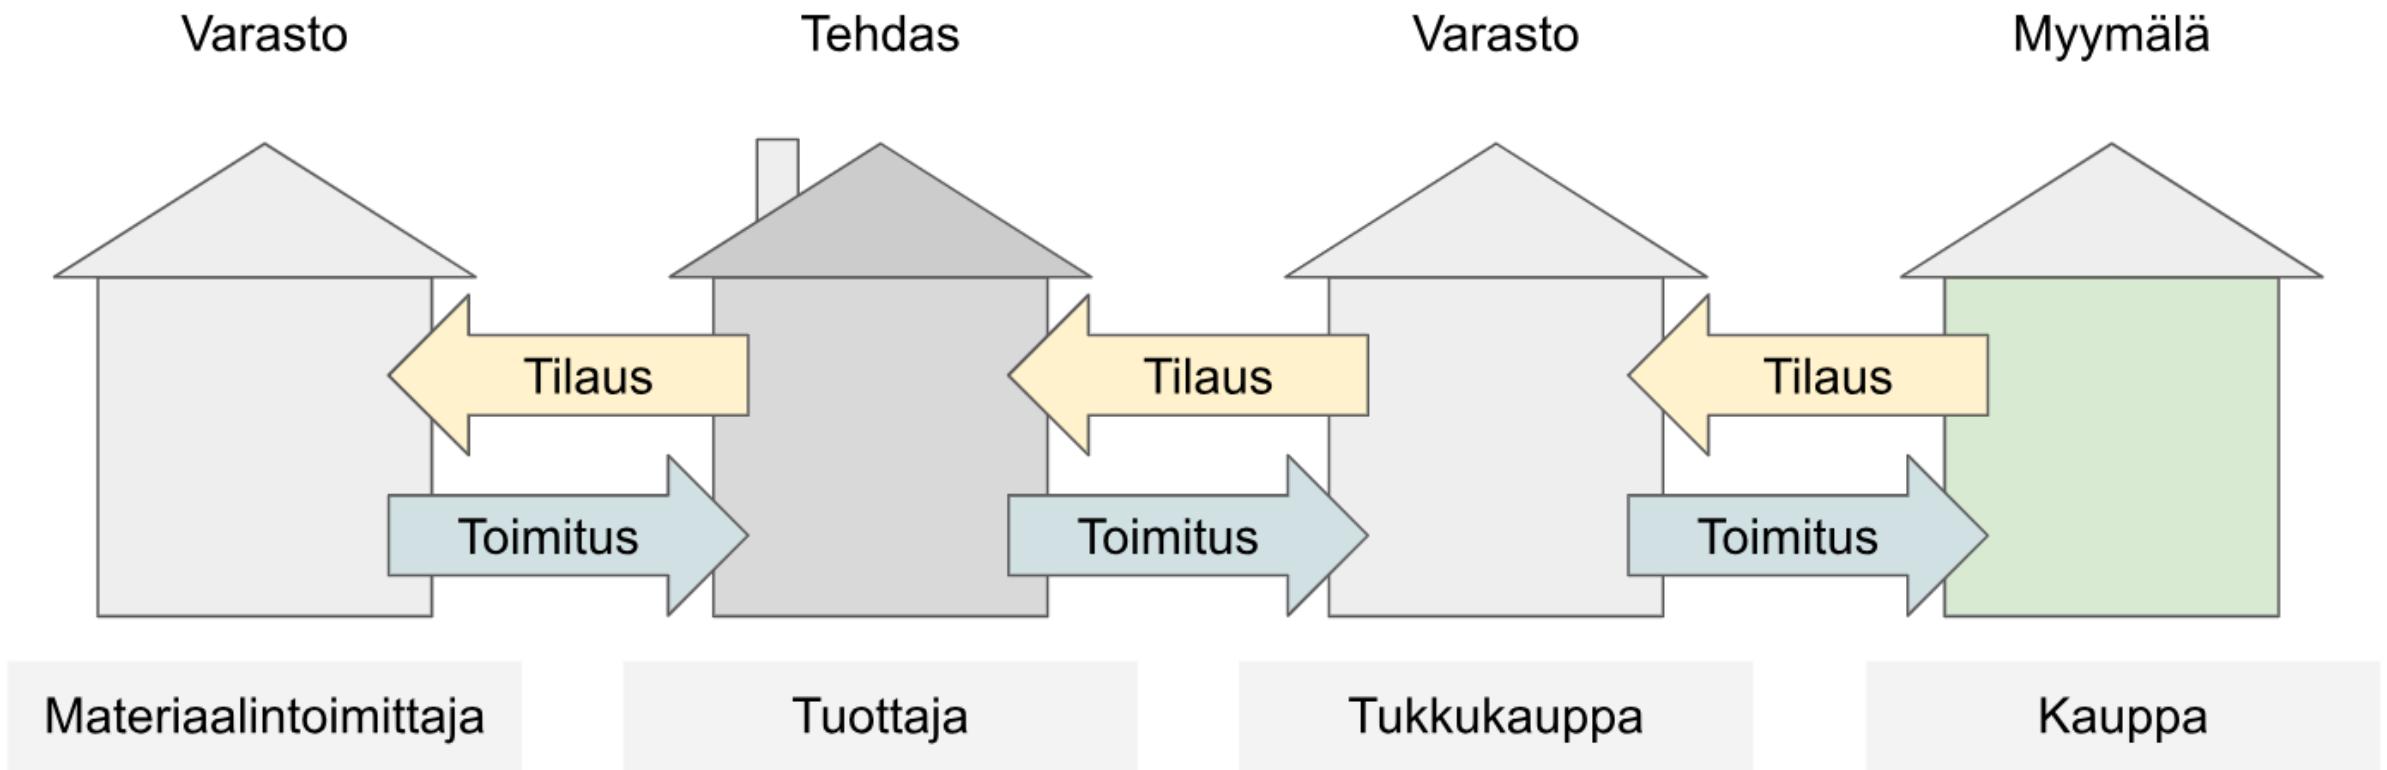 Varasto
Tehdas
Varasto
Myymälä
Tilaus
Tilaus
Tilaus
Toimitus
Toimitus
Toimitus
Materiaalintoimittaja
Tuottaja
Tukkukauppa
Kauppa